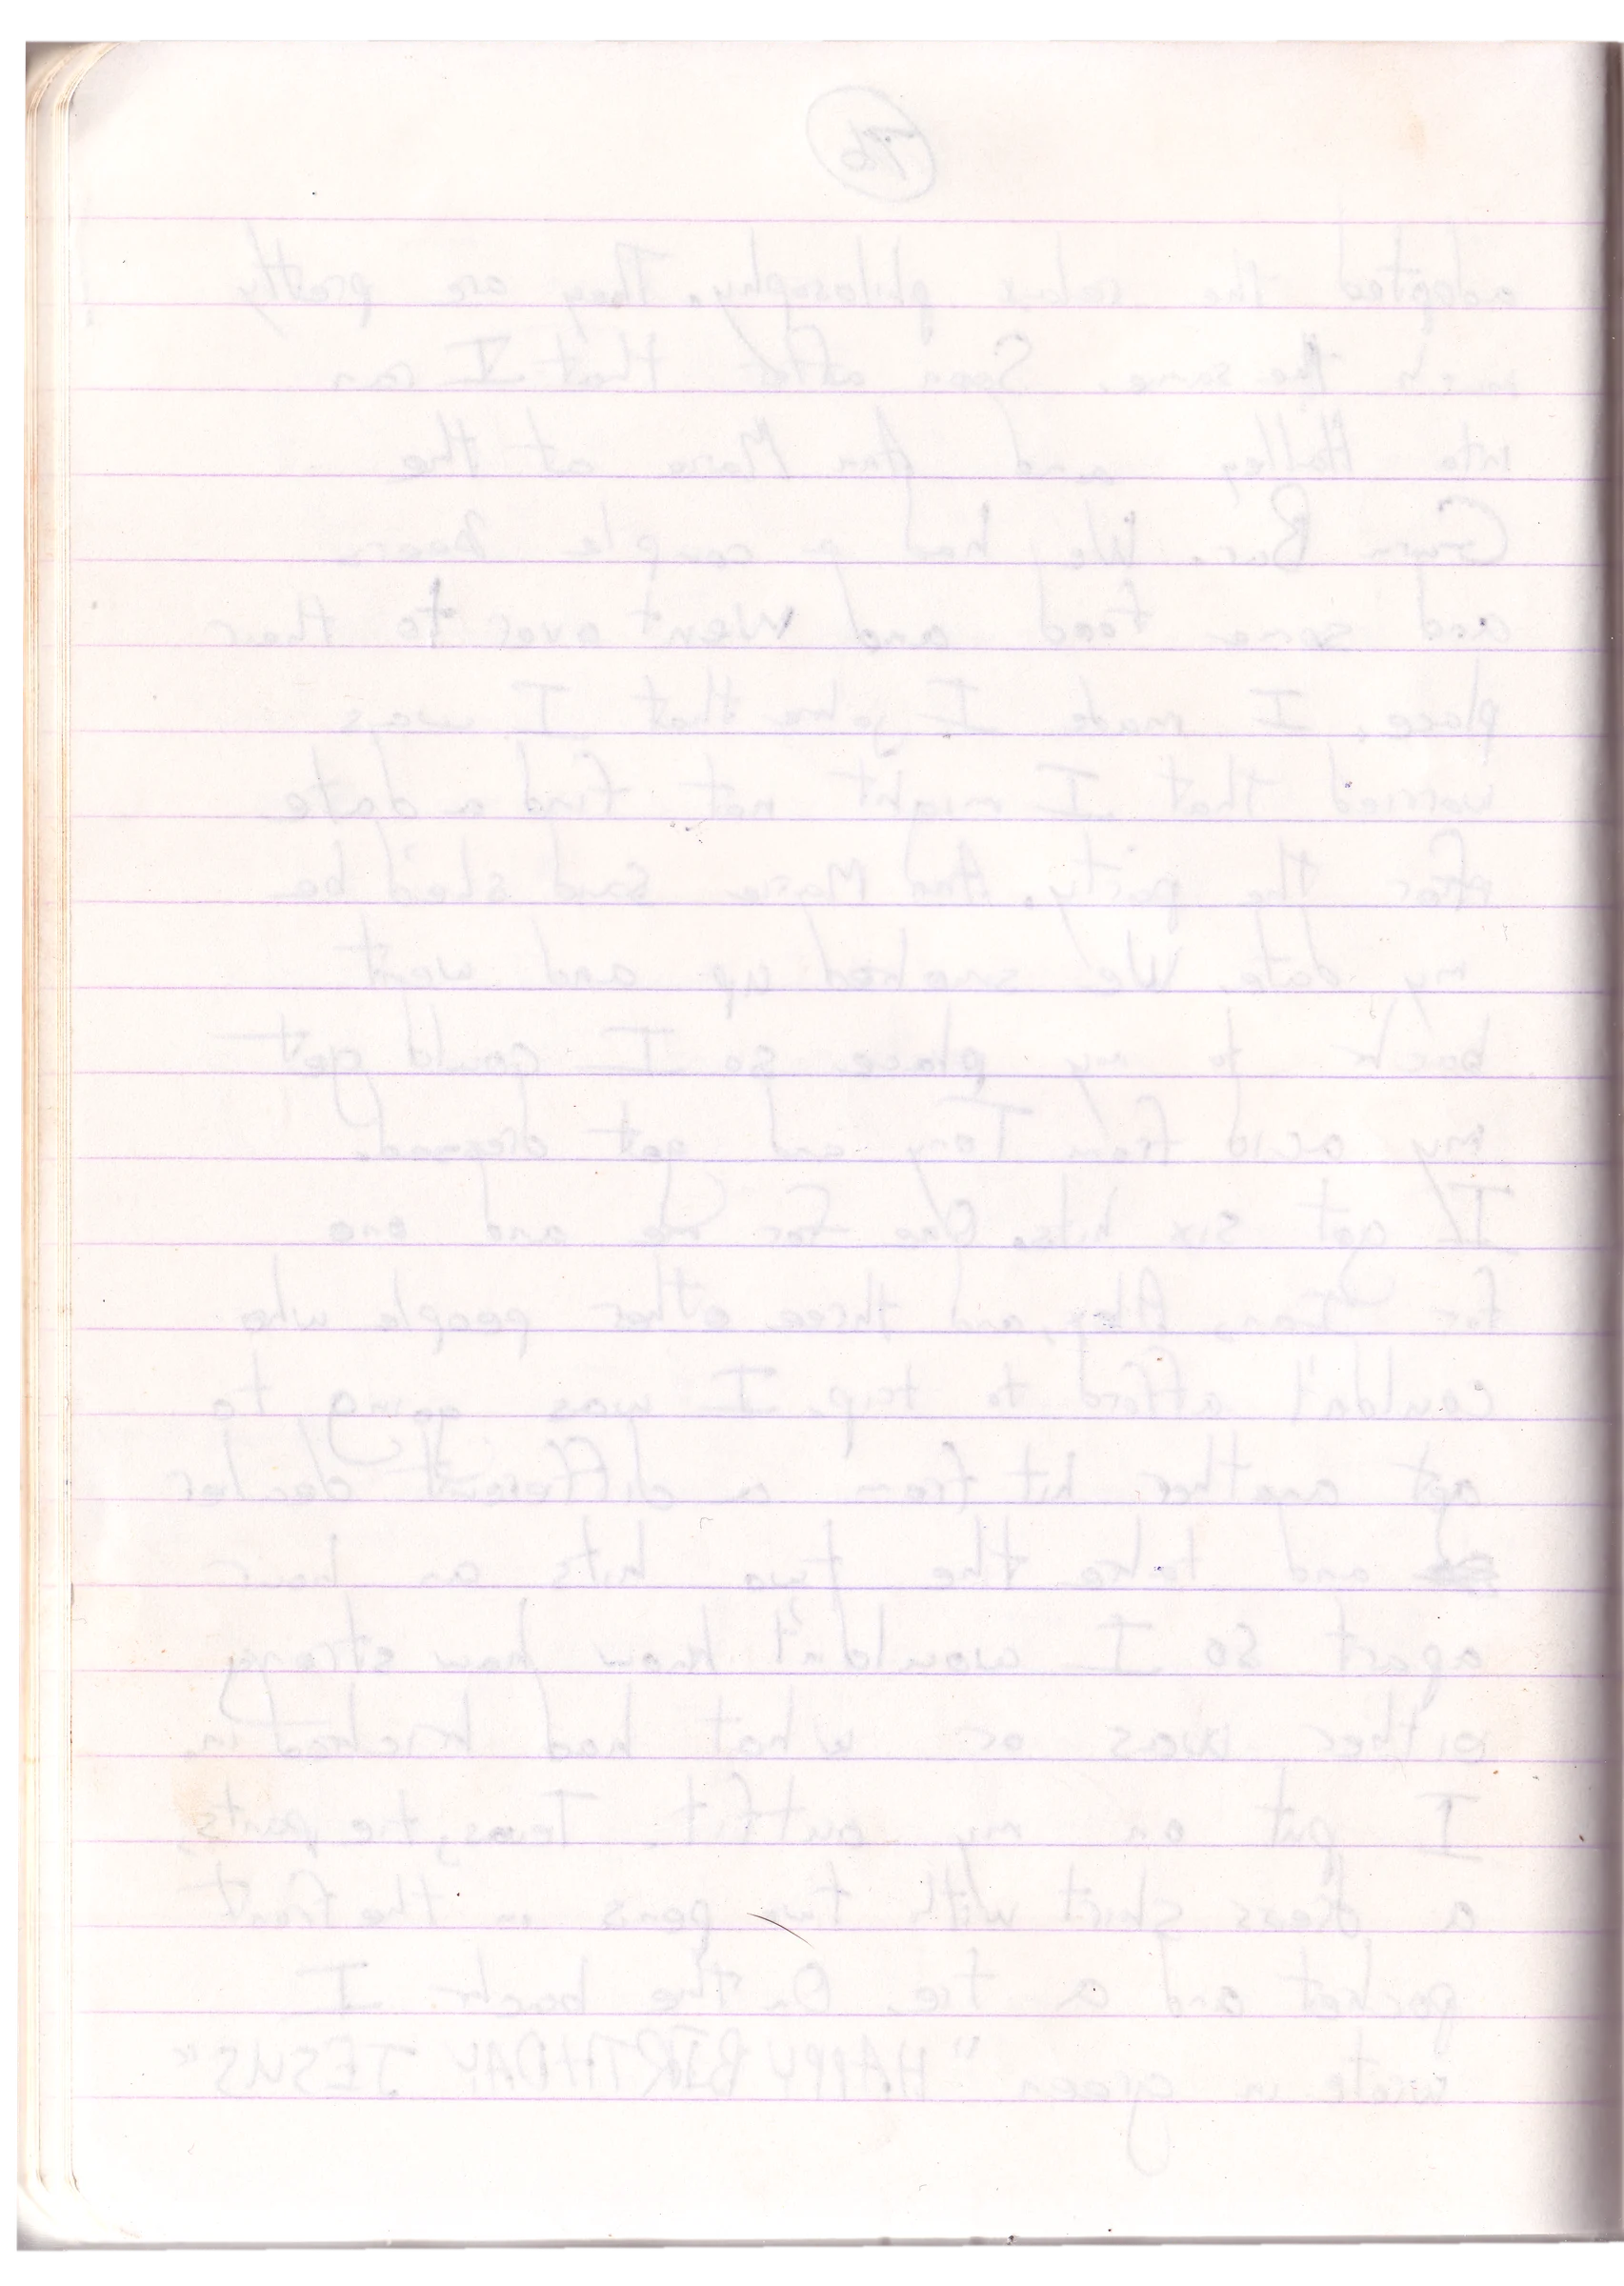 76
adopted the philosophy. They are pretty
much the same. Soon after that I ran
into Holley and Ann Marie at the
Crown Bar. We had a couple beers
and some food and went over to their
place. I made I joke that I was
worried that I might not find a date
for the party. Ann Marie said she'd be
my date. We smoked up and went
back to my place so I could get
my acid from Tony and get dressed.
I got six hits. One for me and one
for and three other people who
couldn't afford to trip. I was going to
get another hit from a different dealer
and take the two hits an hour
apart so I wouldn't know how strong
either was or what had kicked in.
I put on my outfit. Tevas, tie pants,
a dress shirt with two pens in the front
pocket and a tie. On the back I
wrote in green "HAPPY BIRTHDAY JESUS"